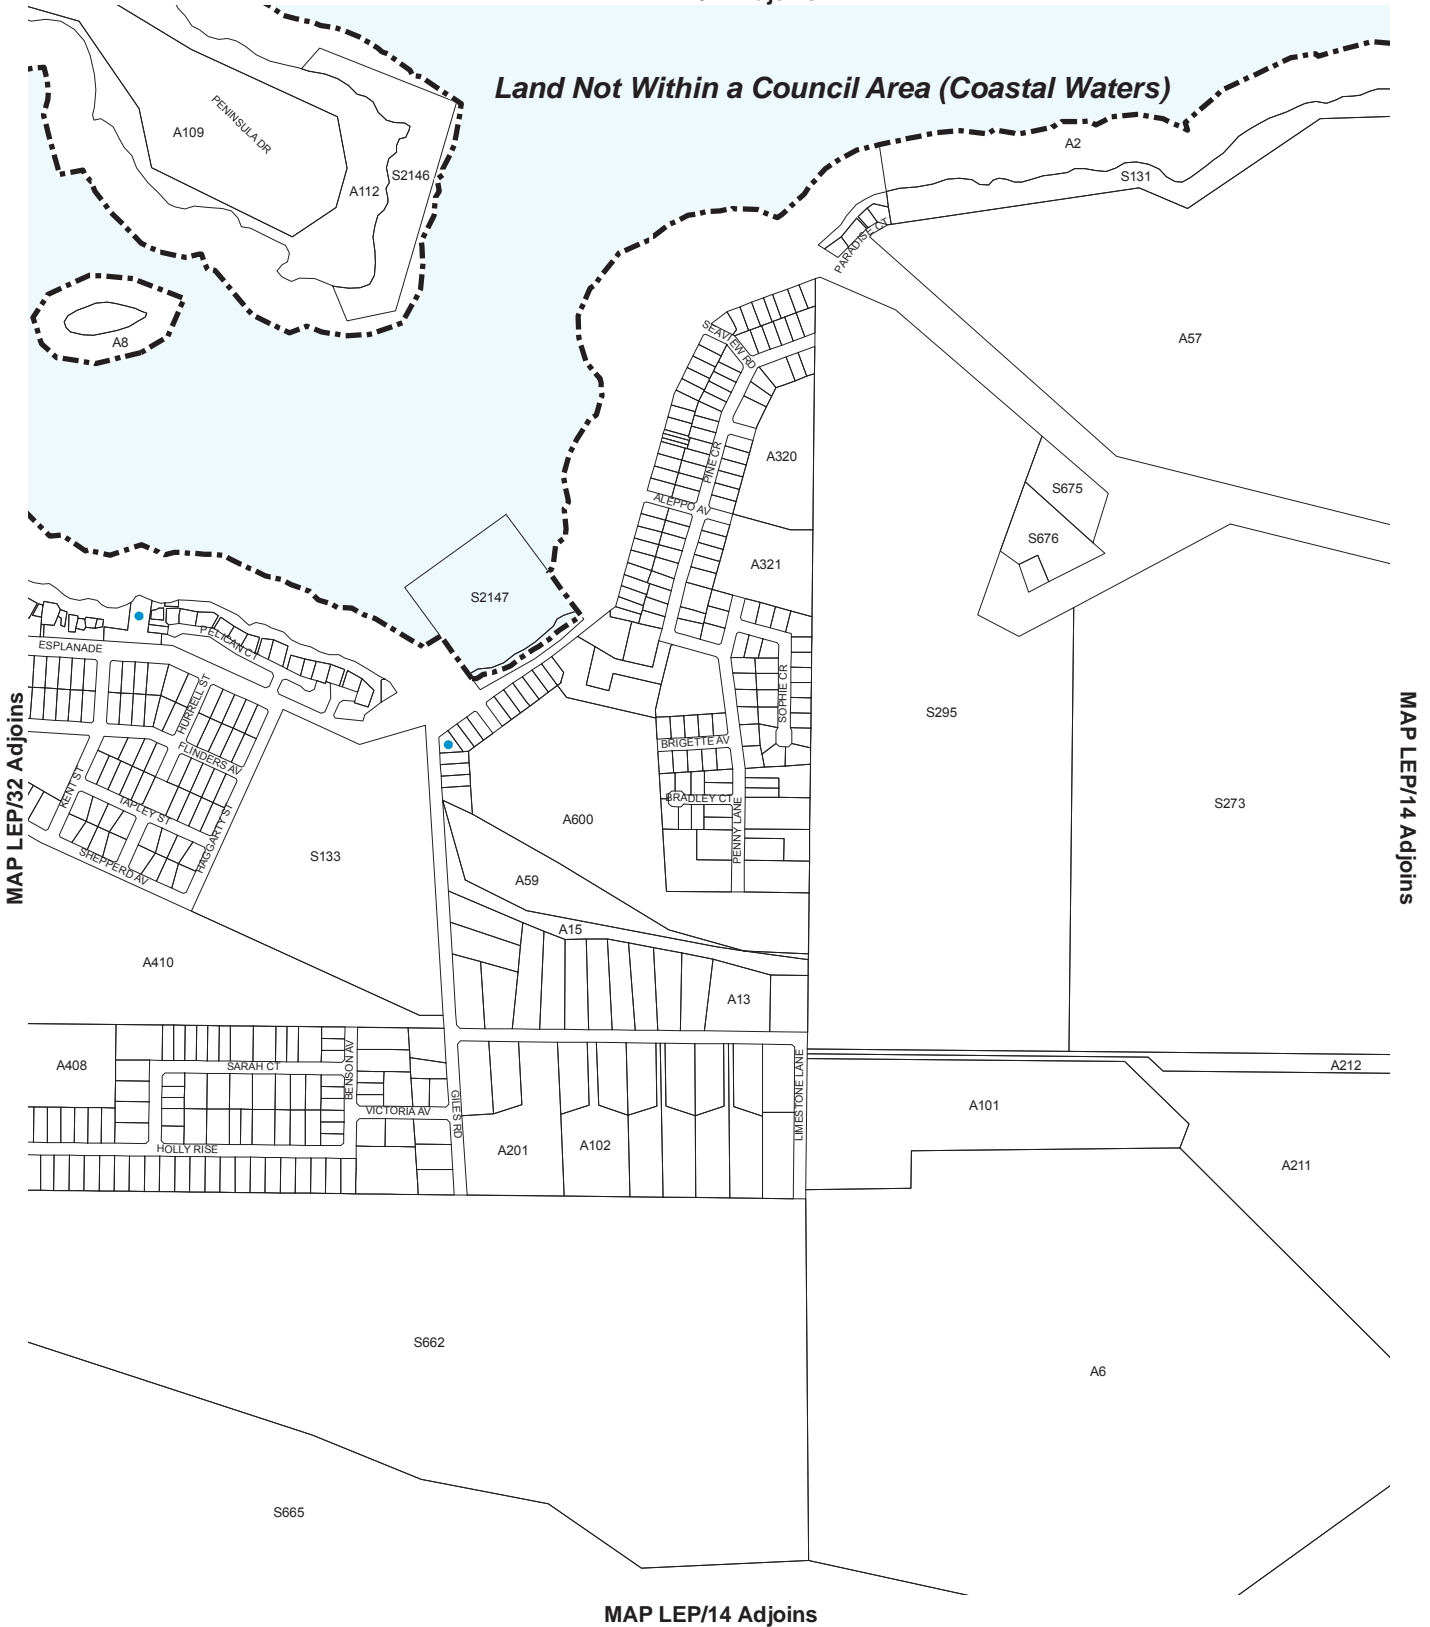 Land Not Within a Council Area (Coastal Waters)
A109
PENINSULA DR
A112
S2146
A8
A2
S131
PARADISE CT
A57
SEAVIEW RD
A320
PINE CR
ALEPPO AV
S675
S676
A321
S2147
ESPLANADE
PELICAN CT
HURRELL ST
FLINDERS AV
KENT ST
TAPLEY ST
HAGGARTY ST
SHEPPERD AV
SOPHIE CR
BRIGETTE AV
BRADLEY CT
PENNY LANE
S295
S273
A600
S133
A59
A15
A410
A13
A408
SARAH CT
BENSON AV
VICTORIA AV
GILES RD
HOLLY RISE
LIMESTONE LANE
A212
A101
A201
A102
A211
S662
A6
S665
MAP LEP/32 Adjoins
MAP LEP/14 Adjoins
MAP LEP/14 Adjoins